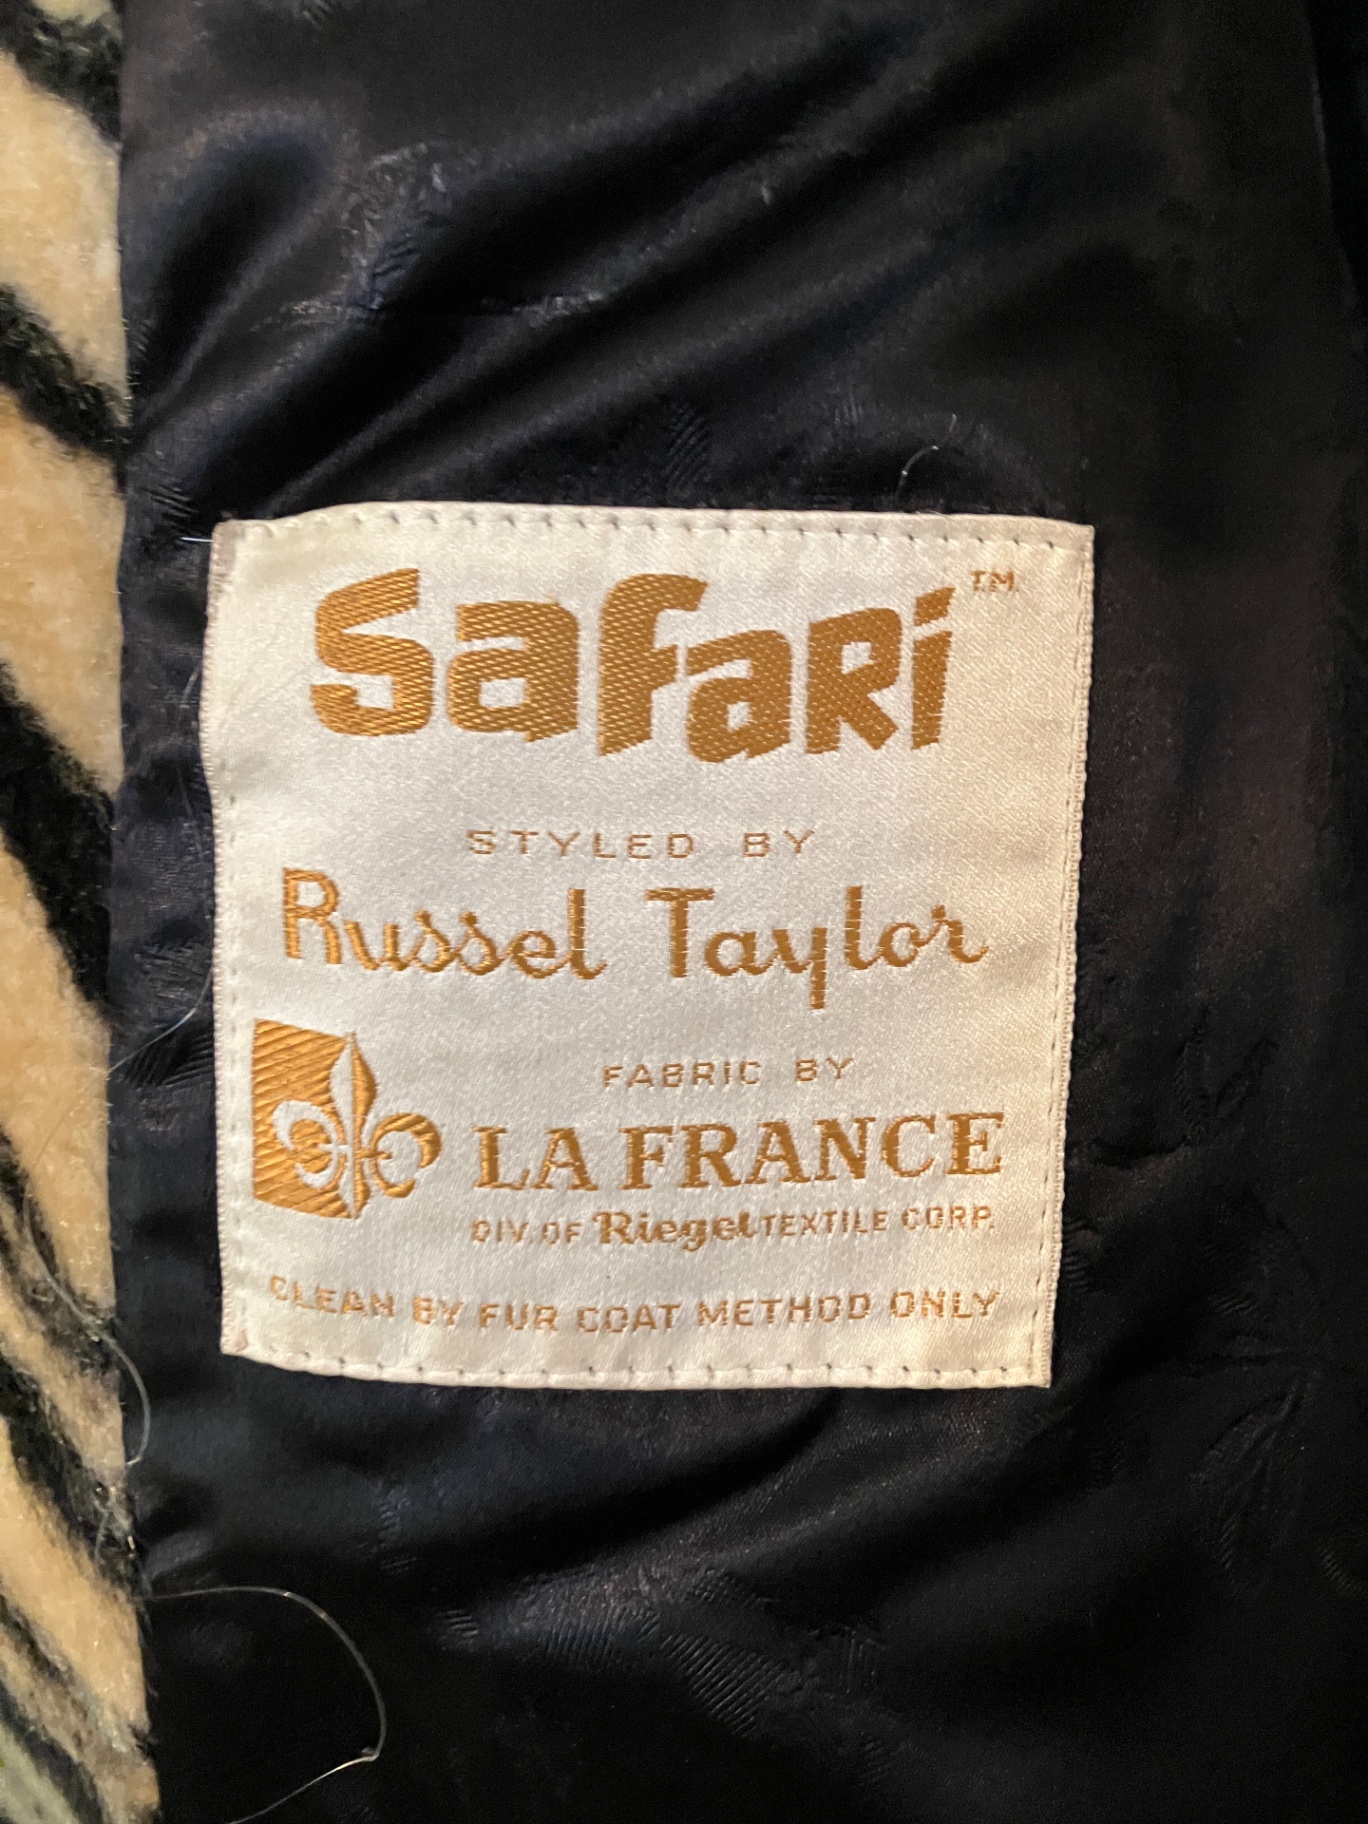 SafaRi™
STYLED BY
Russel Taylor
FABRIC BY
LA FRANCE
DIV. OF Riegel TEXTILE CORP.
CLEAN BY FUR COAT METHOD ONLY